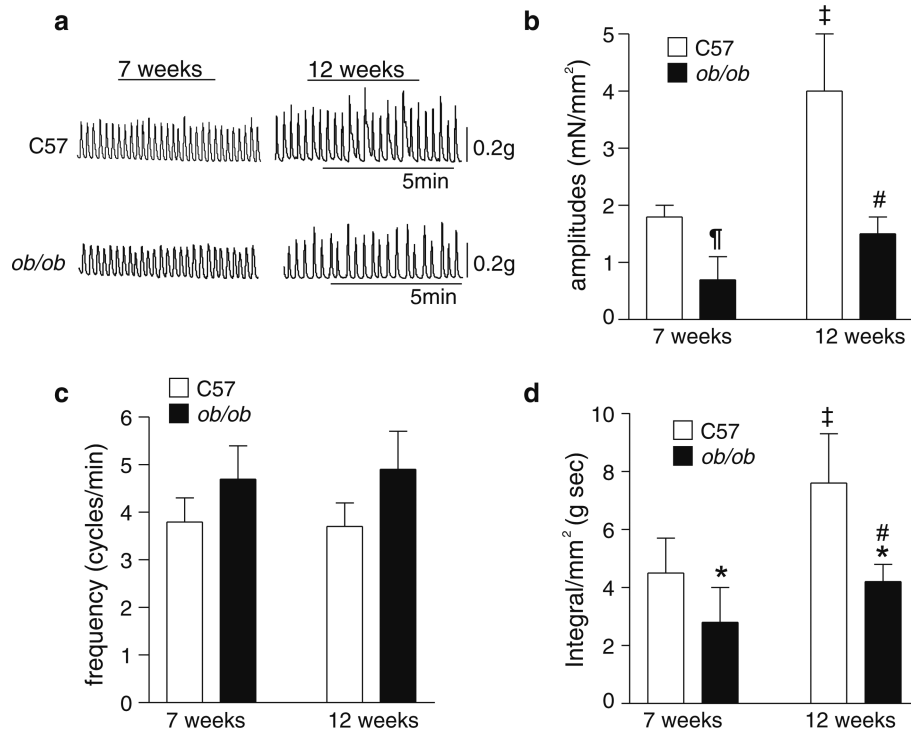 a
7 weeks 12 weeks
C57
0.2g
5min
ob/ob
0.2g
5min
b
amplitudes (mN/mm²)
5
4
3
2
1
0
C57
ob/ob
‡
¶
#
7 weeks 12 weeks
c
frequency (cycles/min)
6
5
4
3
2
1
0
C57
ob/ob
7 weeks 12 weeks
d
Integral/mm² (g sec)
10
8
6
4
2
0
C57
ob/ob
‡
*
#
*
7 weeks 12 weeks